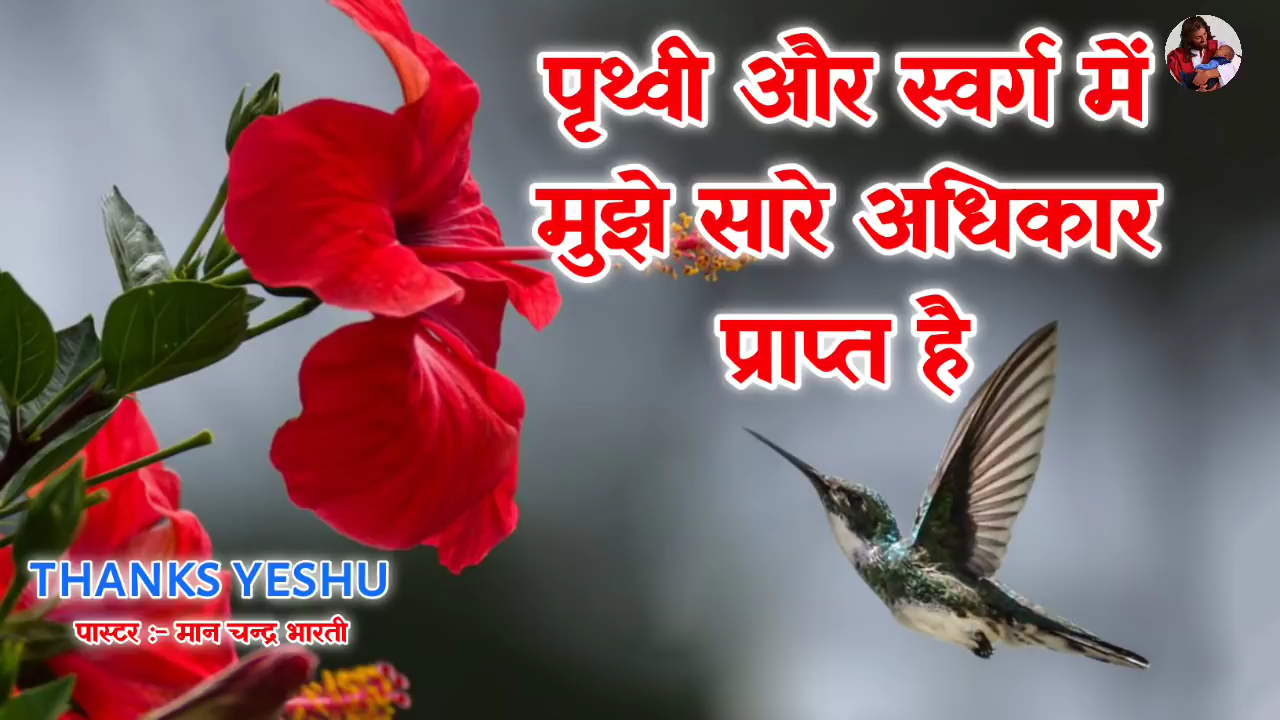 पृथ्वी और स्वर्ग में
मुझे सारे अधिकार
प्राप्त है
THANKS YESHU
पास्टर :- मान चन्द्र भारती